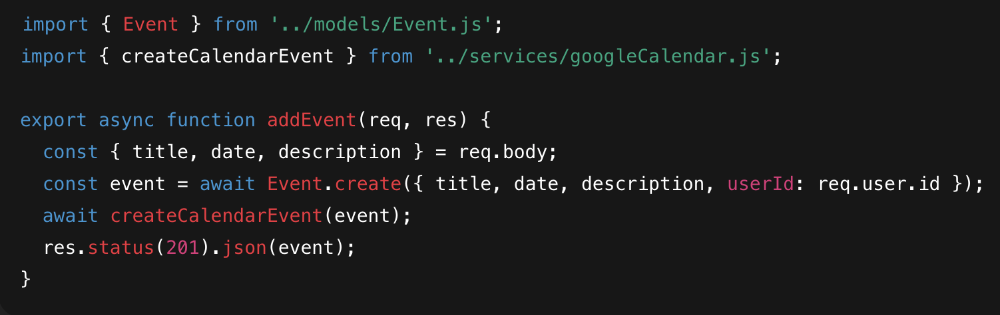 import { Event } from '../models/Event.js';
import { createCalendarEvent } from '../services/googleCalendar.js';

export async function addEvent(req, res) {
  const { title, date, description } = req.body;
  const event = await Event.create({ title, date, description, userId: req.user.id });
  await createCalendarEvent(event);
  res.status(201).json(event);
}